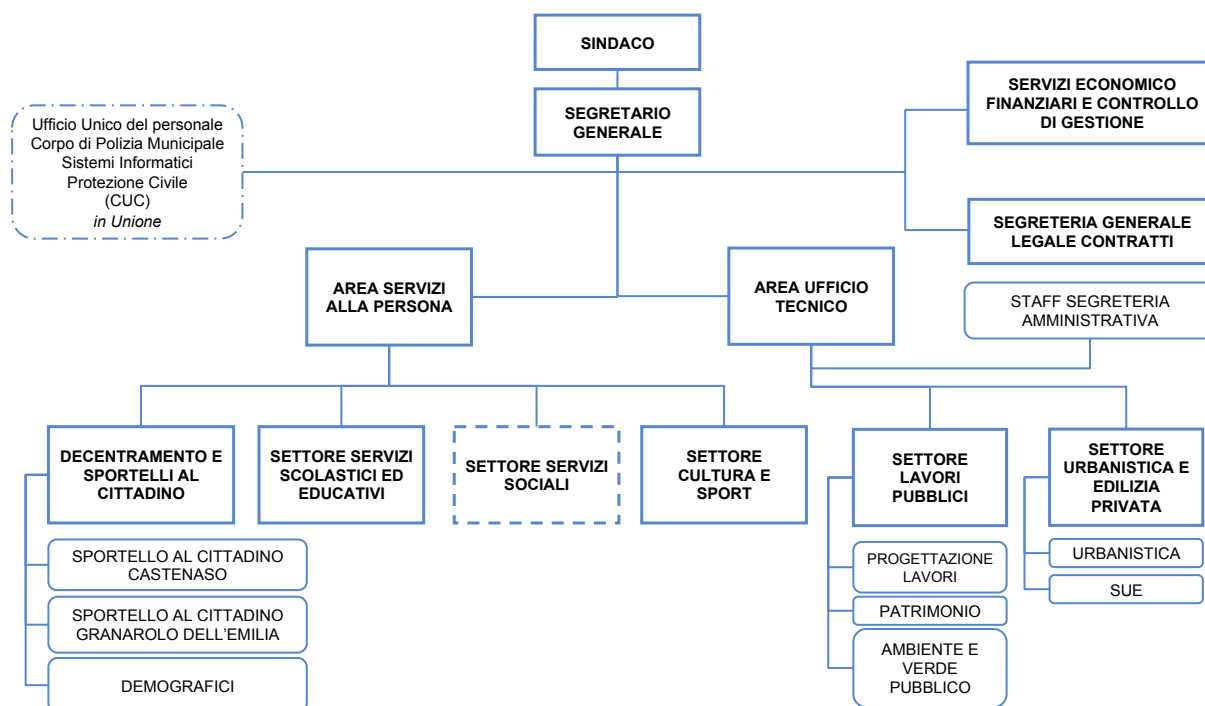 SINDACO
SEGRETARIO
GENERALE
Ufficio Unico del personale
Corpo di Polizia Municipale
Sistemi Informatici
Protezione Civile
(CUC)
in Unione
SERVIZI ECONOMICO
FINANZIARI E CONTROLLO
DI GESTIONE
SEGRETERIA GENERALE
LEGALE CONTRATTI
AREA SERVIZI
ALLA PERSONA
AREA UFFICIO
TECNICO
STAFF SEGRETERIA
AMMINISTRATIVA
DECENTRAMENTO E
SPORTELLI AL
CITTADINO
SETTORE SERVIZI
SCOLASTICI ED
EDUCATIVI
SETTORE SERVIZI
SOCIALI
SETTORE
CULTURA E
SPORT
SETTORE
LAVORI
PUBBLICI
SETTORE
URBANISTICA E
EDILIZIA
PRIVATA
SPORTELLO AL CITTADINO
CASTENASO
SPORTELLO AL CITTADINO
GRANAROLO DELL’EMILIA
DEMOGRAFICI
PROGETTAZIONE
LAVORI
PATRIMONIO
AMBIENTE E
VERDE
PUBBLICO
URBANISTICA
SUE